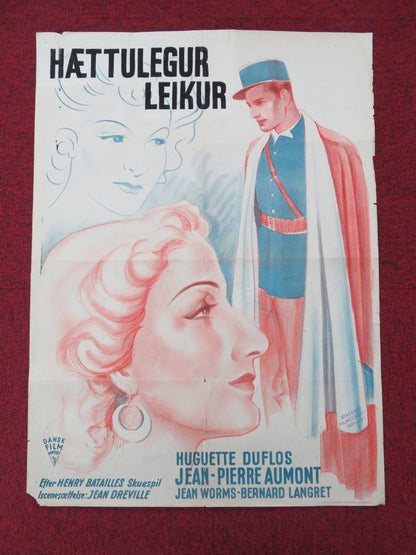 HÆTTULEGUR
LEIKUR
DANSK
FILM
Efter HENRY BATAILLES Skuespil
Iscenesættelse: JEAN DREVILLE
HUGUETTE DUFLOS
JEAN-PIERRE AUMONT
JEAN WORMS-BERNARD LANGRET